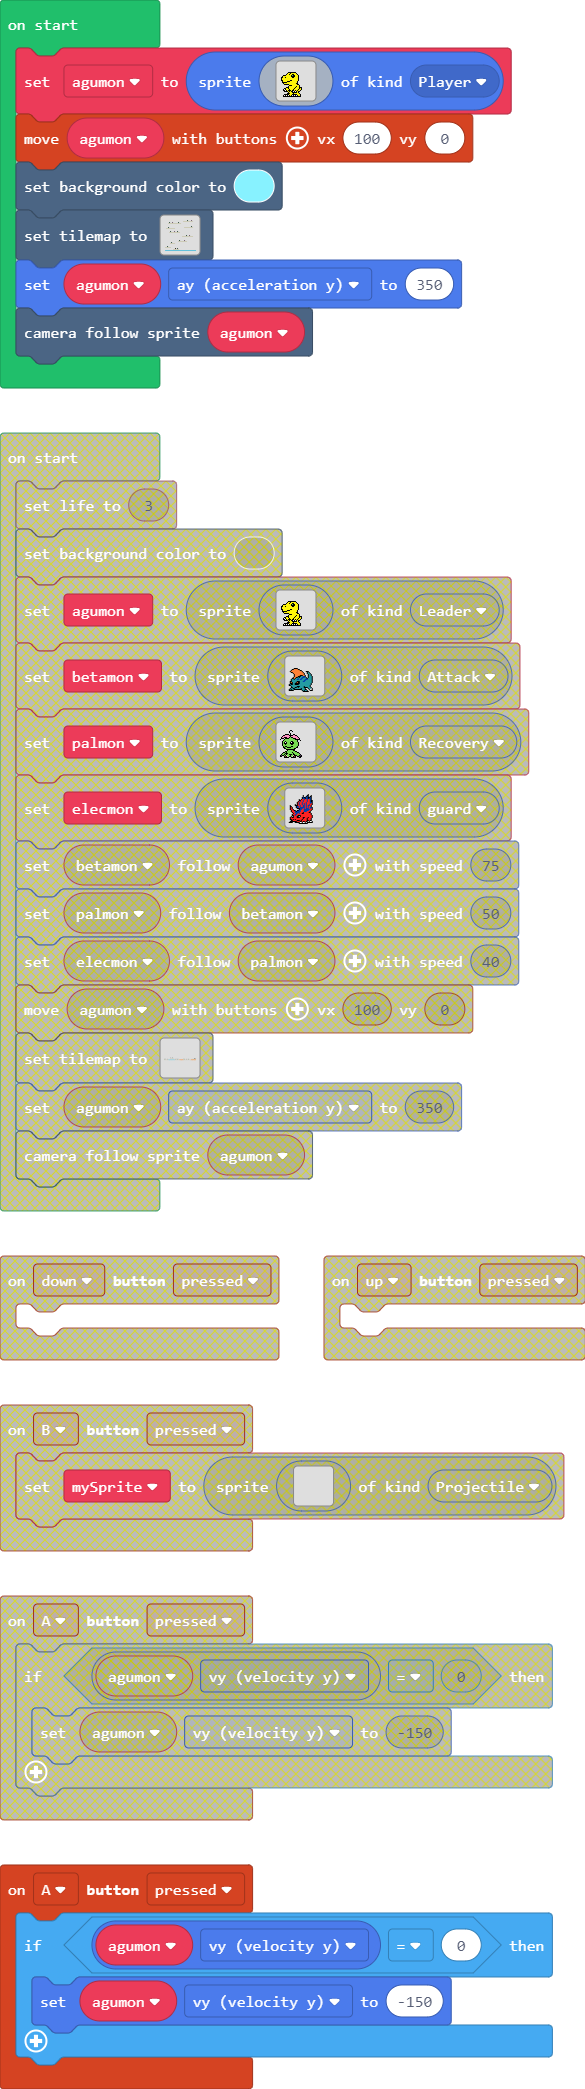 on start
set agumon to sprite of kind Player
move agumon with buttons vx 100 vy 0
set background color to
set tilemap to
set agumon ay (acceleration y) to 350
camera follow sprite agumon
on start
set life to 3
set background color to
set agumon to sprite of kind Leader
set betamon to sprite of kind Attack
set palmon to sprite of kind Recovery
set elecmon to sprite of kind guard
set betamon follow agumon with speed 75
set palmon follow betamon with speed 50
set elecmon follow palmon with speed 40
move agumon with buttons vx 100 vy 0
set tilemap to
set agumon ay (acceleration y) to 350
camera follow sprite agumon
on down button pressed
on up button pressed
on B button pressed
set mySprite to sprite of kind Projectile
on A button pressed
if agumon vy (velocity y) = 0 then
set agumon vy (velocity y) to -150
on A button pressed
if agumon vy (velocity y) = 0 then
set agumon vy (velocity y) to -150